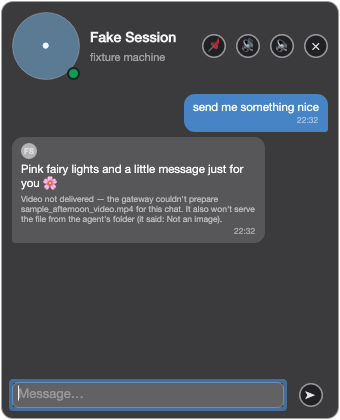 Fake Session
fixture machine
send me something nice
22:32
FS
Pink fairy lights and a little message just for
you 🌸
Video not delivered — the gateway couldn't prepare
sample_afternoon_video.mp4 for this chat. It also won't serve
the file from the agent's folder (it said: Not an image).
22:32
Message…